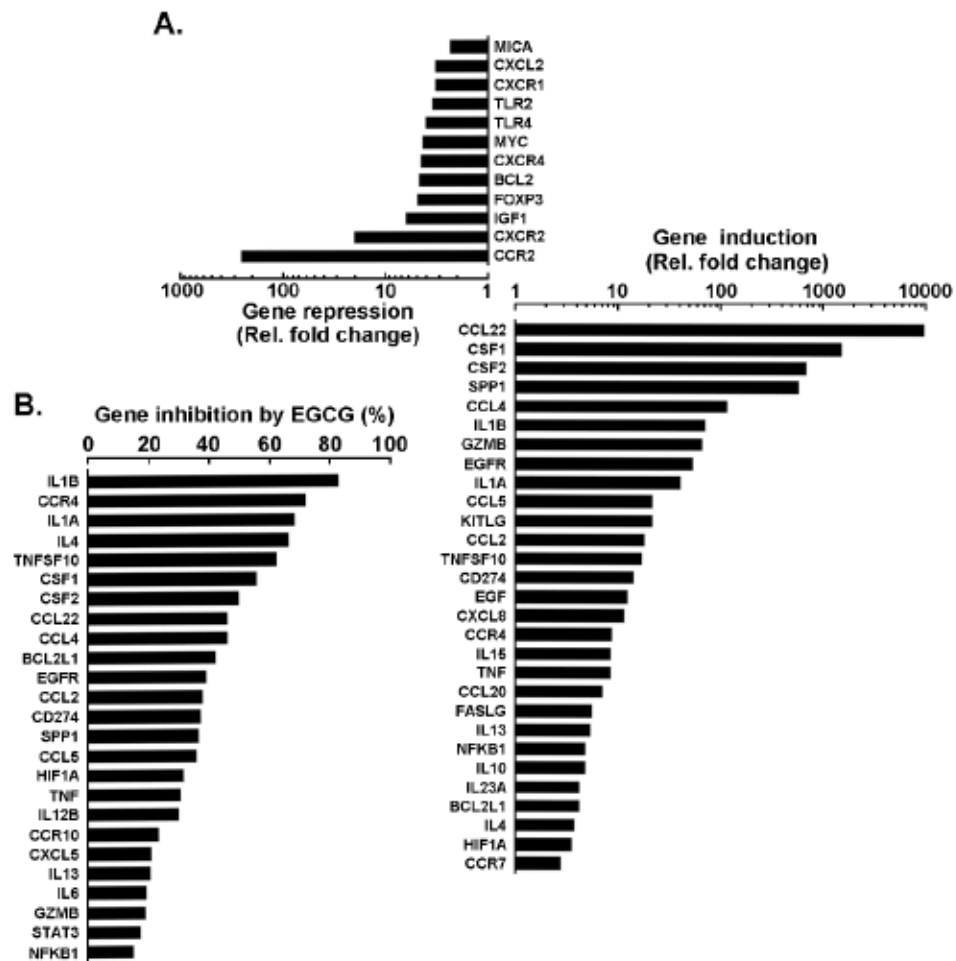 A.
MICA
CXCL2
CXCR1
TLR2
TLR4
MYC
CXCR4
BCL2
FOXP3
IGF1
CXCR2
CCR2
1000 100 10 1
Gene repression
(Rel. fold change)
Gene induction
(Rel. fold change)
1 10 100 1000 10000
CCL22
CSF1
CSF2
SPP1
CCL4
IL1B
GZMB
EGFR
IL1A
CCL5
KITLG
CCL2
TNFSF10
CD274
EGF
CXCL8
CCR4
IL15
TNF
CCL20
FASLG
IL13
NFKB1
IL10
IL23A
BCL2L1
IL4
HIF1A
CCR7
B.
Gene inhibition by EGCG (%)
0 20 40 60 80 100
IL1B
CCR4
IL1A
IL4
TNFSF10
CSF1
CSF2
CCL22
CCL4
BCL2L1
EGFR
CCL2
CD274
SPP1
CCL5
HIF1A
TNF
IL12B
CCR10
CXCL5
IL13
IL6
GZMB
STAT3
NFKB1